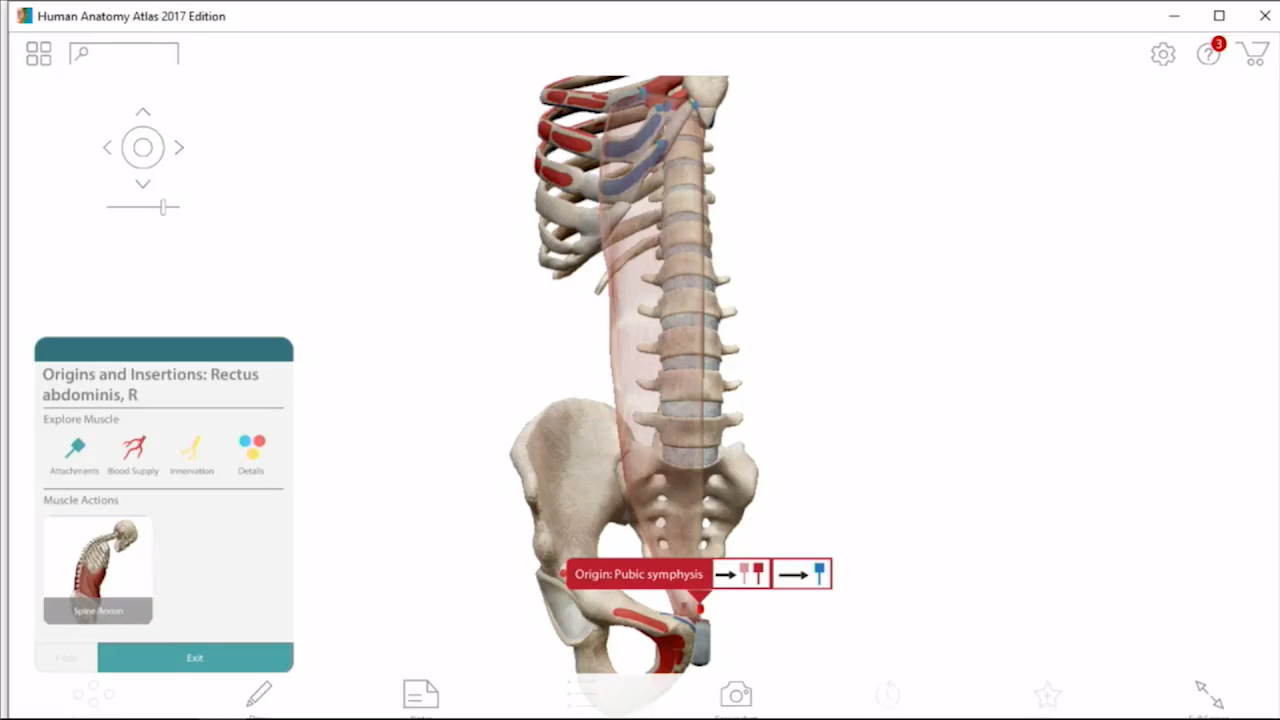 Human Anatomy Atlas 2017 Edition
3
Origins and Insertions: Rectus
abdominis, R
Explore Muscle
Attachments Blood Supply Innervation Details
Muscle Actions
Spine flexion
Origin: Pubic symphysis
Exit